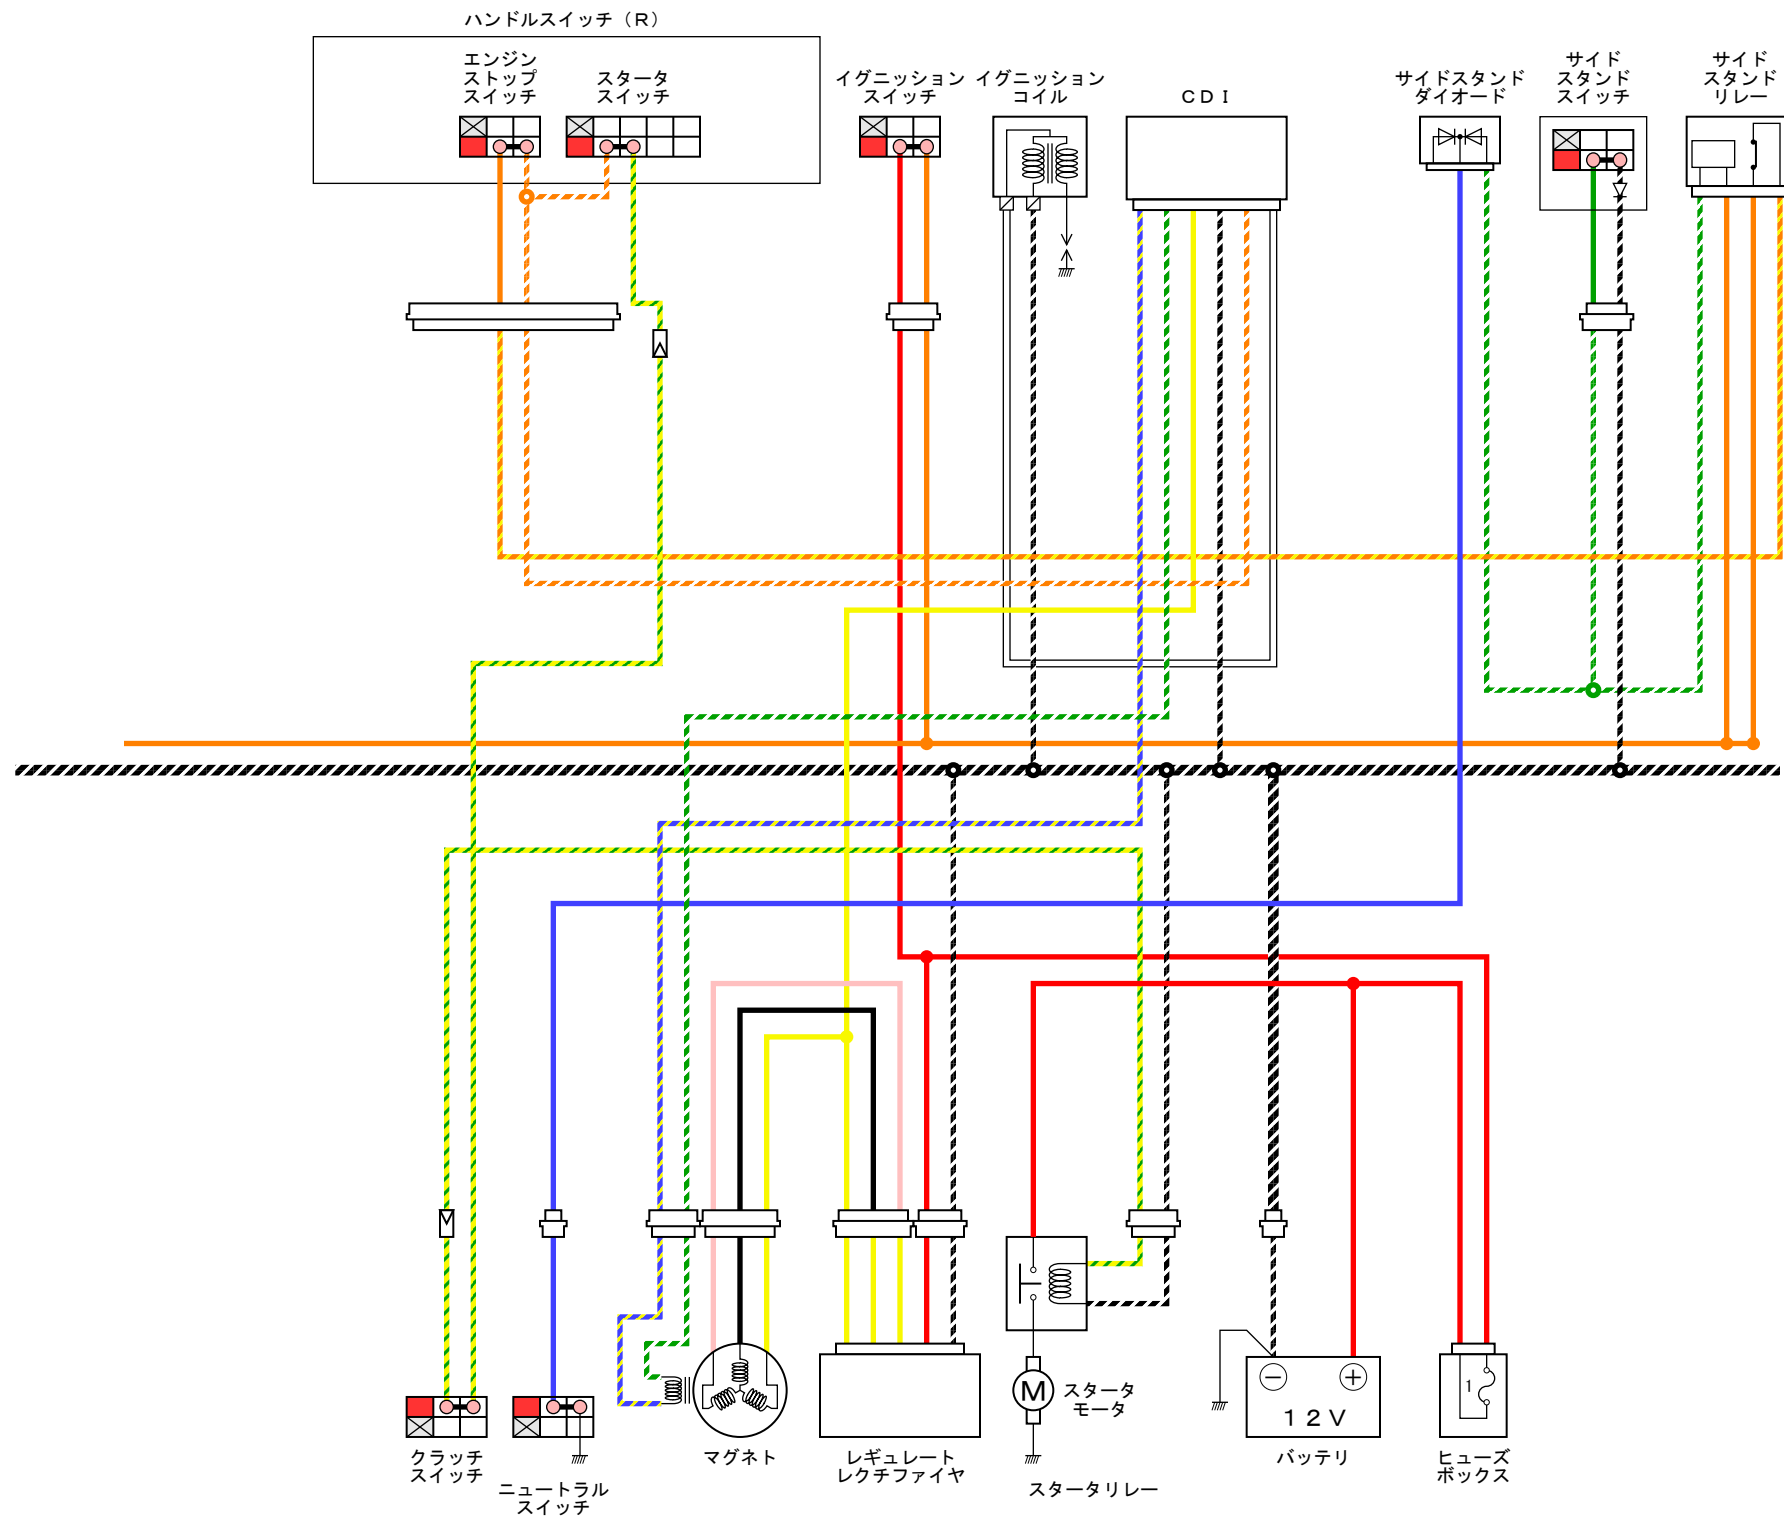 ハンドルスイッチ（R）
エンジン
ストップ
スイッチ
スタータ
スイッチ
イグニッション
スイッチ
イグニッション
コイル
CDI
サイドスタンド
ダイオード
サイド
スタンド
スイッチ
サイド
スタンド
リレー
クラッチ
スイッチ
ニュートラル
スイッチ
マグネト
レギュレート
レクチファイヤ
M
スタータ
モータ
スタータリレー
12V
バッテリ
1
ヒューズ
ボックス